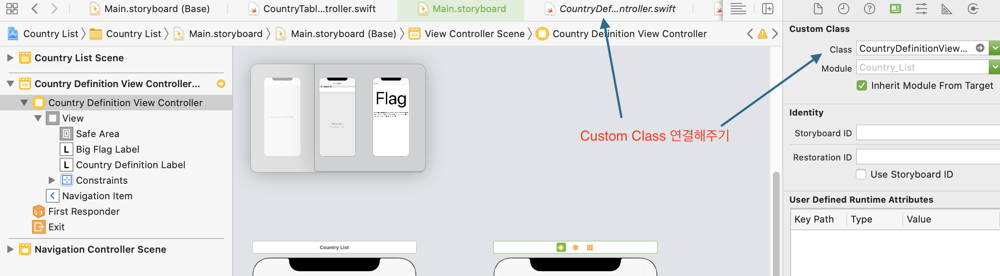 Main.storyboard (Base)
CountryTabl...troller.swift
Main.storyboard
CountryDef...ntroller.swift
Country List
Country List
Main.storyboard
Main.storyboard (Base)
View Controller Scene
Country Definition View Controller
Country List Scene
Country Definition View Controller...
Country Definition View Controller
View
Safe Area
L Big Flag Label
L Country Definition Label
Constraints
Navigation Item
First Responder
Exit
Navigation Controller Scene
Navigation Controller
Table View
Flag
Custom Class 연결해주기
Country List
Custom Class
Class CountryDefinitionView...
Module Country_List
Inherit Module From Target
Identity
Storyboard ID
Restoration ID
Use Storyboard ID
User Defined Runtime Attributes
Key Path Type Value